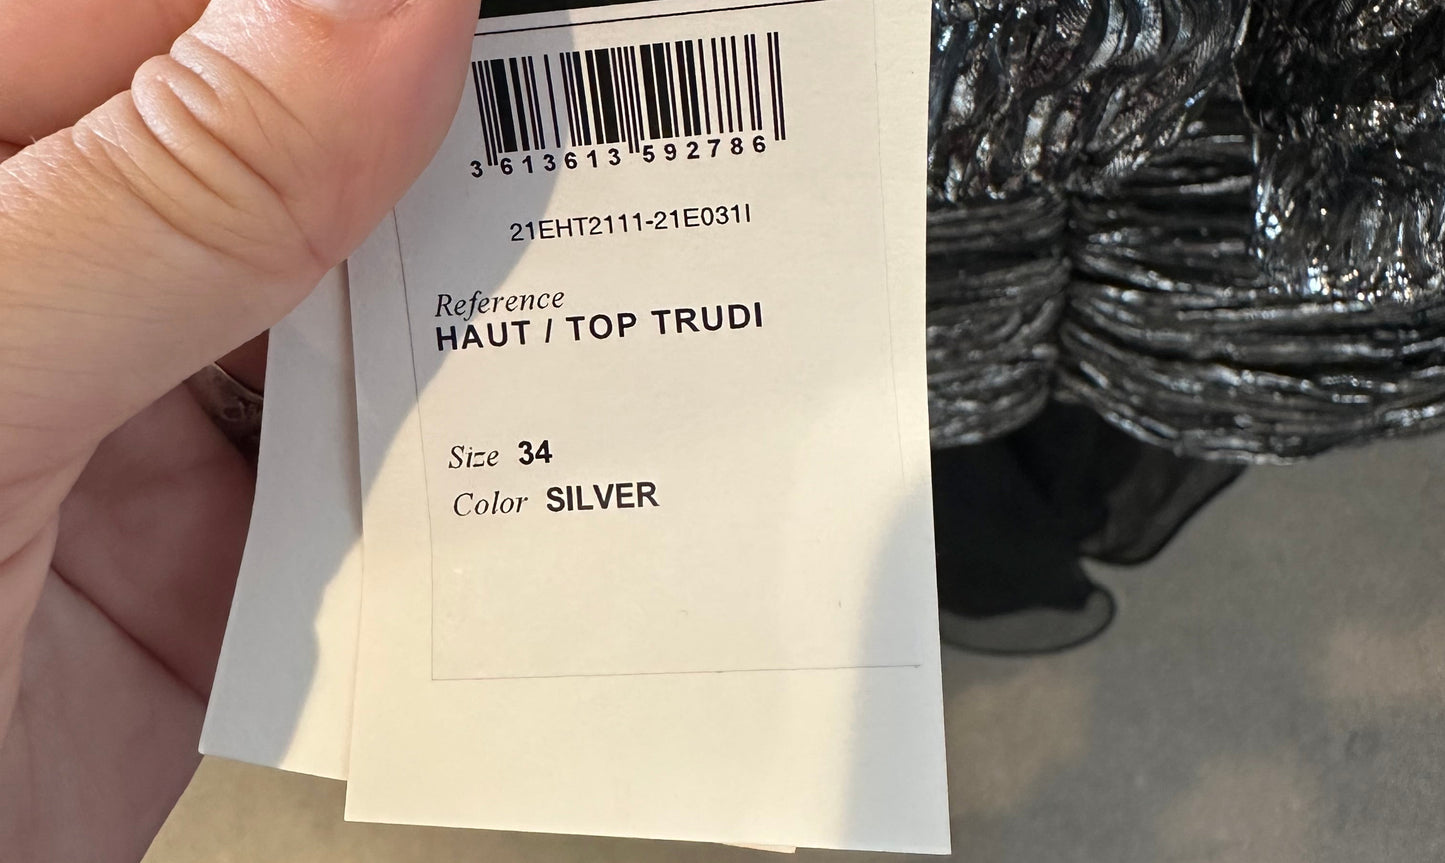 3 613613 592786
21EHT2111-21E031I
Reference
HAUT / TOP TRUDI
Size 34
Color SILVER